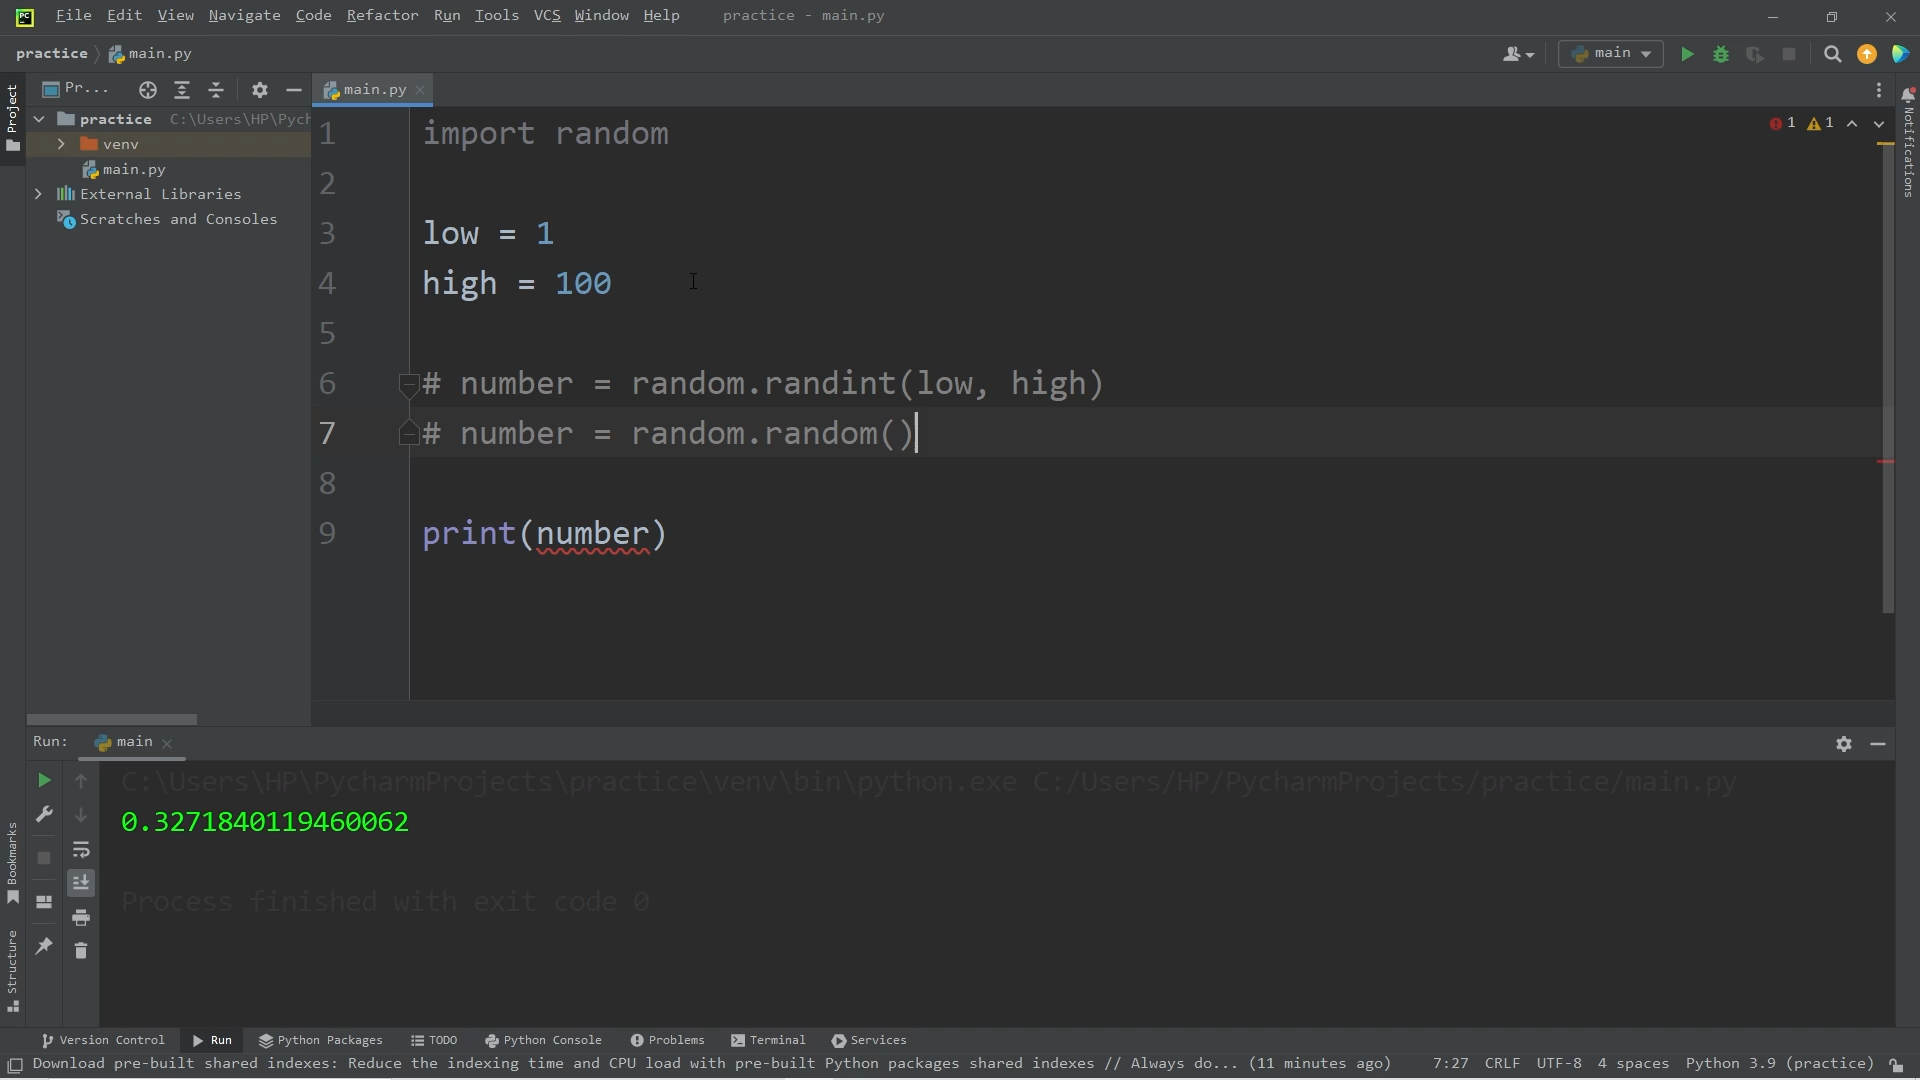 PC File Edit View Navigate Code Refactor Run Tools VCS Window Help practice - main.py
practice main.py main
Project Pr... main.py
practice C:\Users\HP\Pych
venv
main.py
External Libraries
Scratches and Consoles
1 import random
2
3 low = 1
4 high = 100
5
6 # number = random.randint(low, high)
7 # number = random.random()
8
9 print(number)
1 1
Notifications
Run: main
C:\Users\HP\PycharmProjects\practice\venv\bin\python.exe C:/Users/HP/PycharmProjects/practice/main.py
0.3271840119460062
Process finished with exit code 0
Bookmarks
Structure
Version Control Run Python Packages TODO Python Console Problems Terminal Services
Download pre-built shared indexes: Reduce the indexing time and CPU load with pre-built Python packages shared indexes // Always do... (11 minutes ago) 7:27 CRLF UTF-8 4 spaces Python 3.9 (practice)